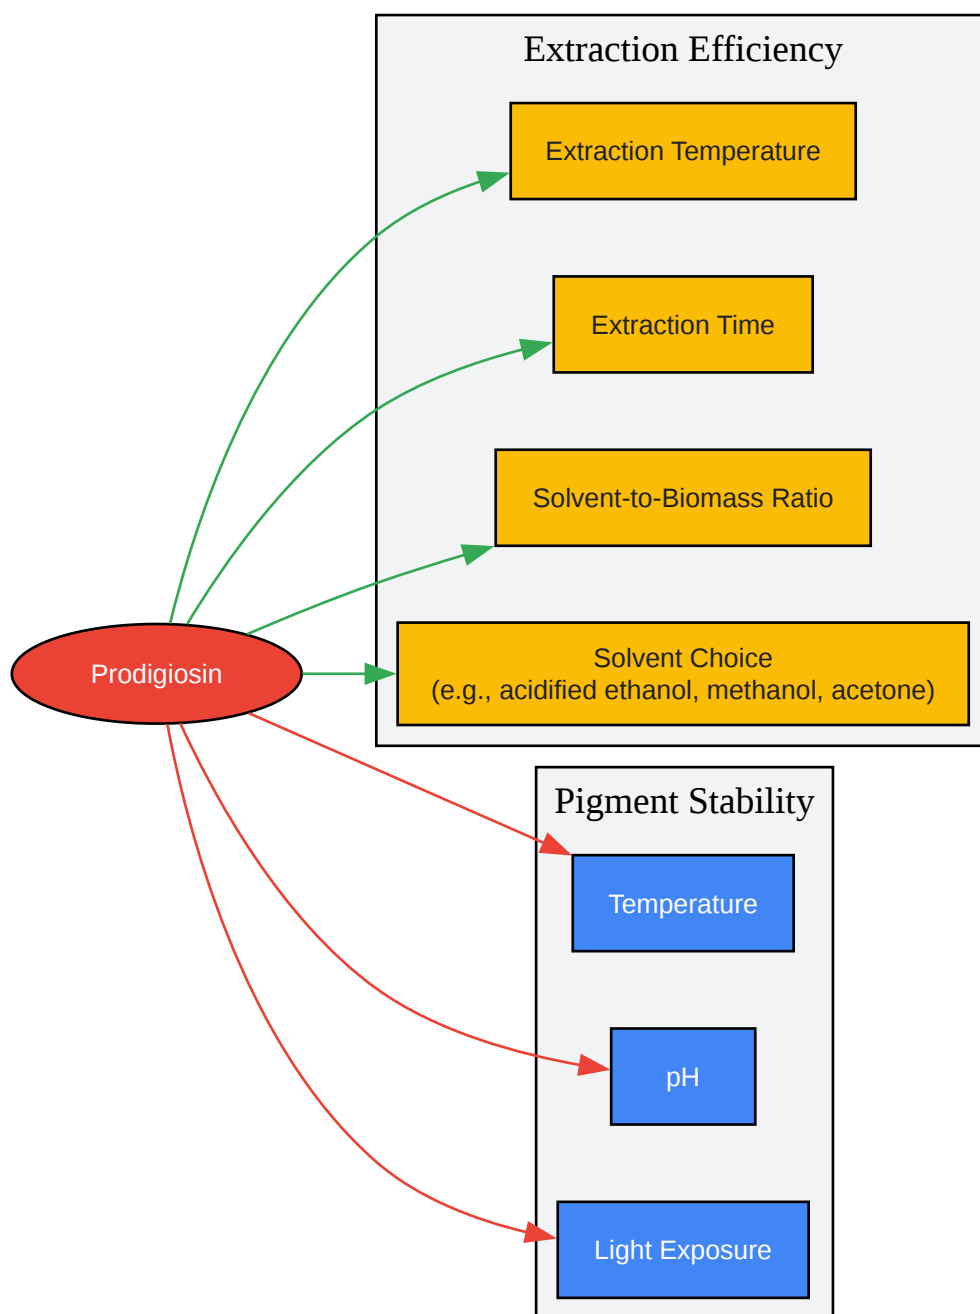 Extraction Efficiency
Extraction Temperature
Extraction Time
Solvent-to-Biomass Ratio
Solvent Choice
(e.g., acidified ethanol, methanol, acetone)
Prodigiosin
Pigment Stability
Temperature
pH
Light Exposure